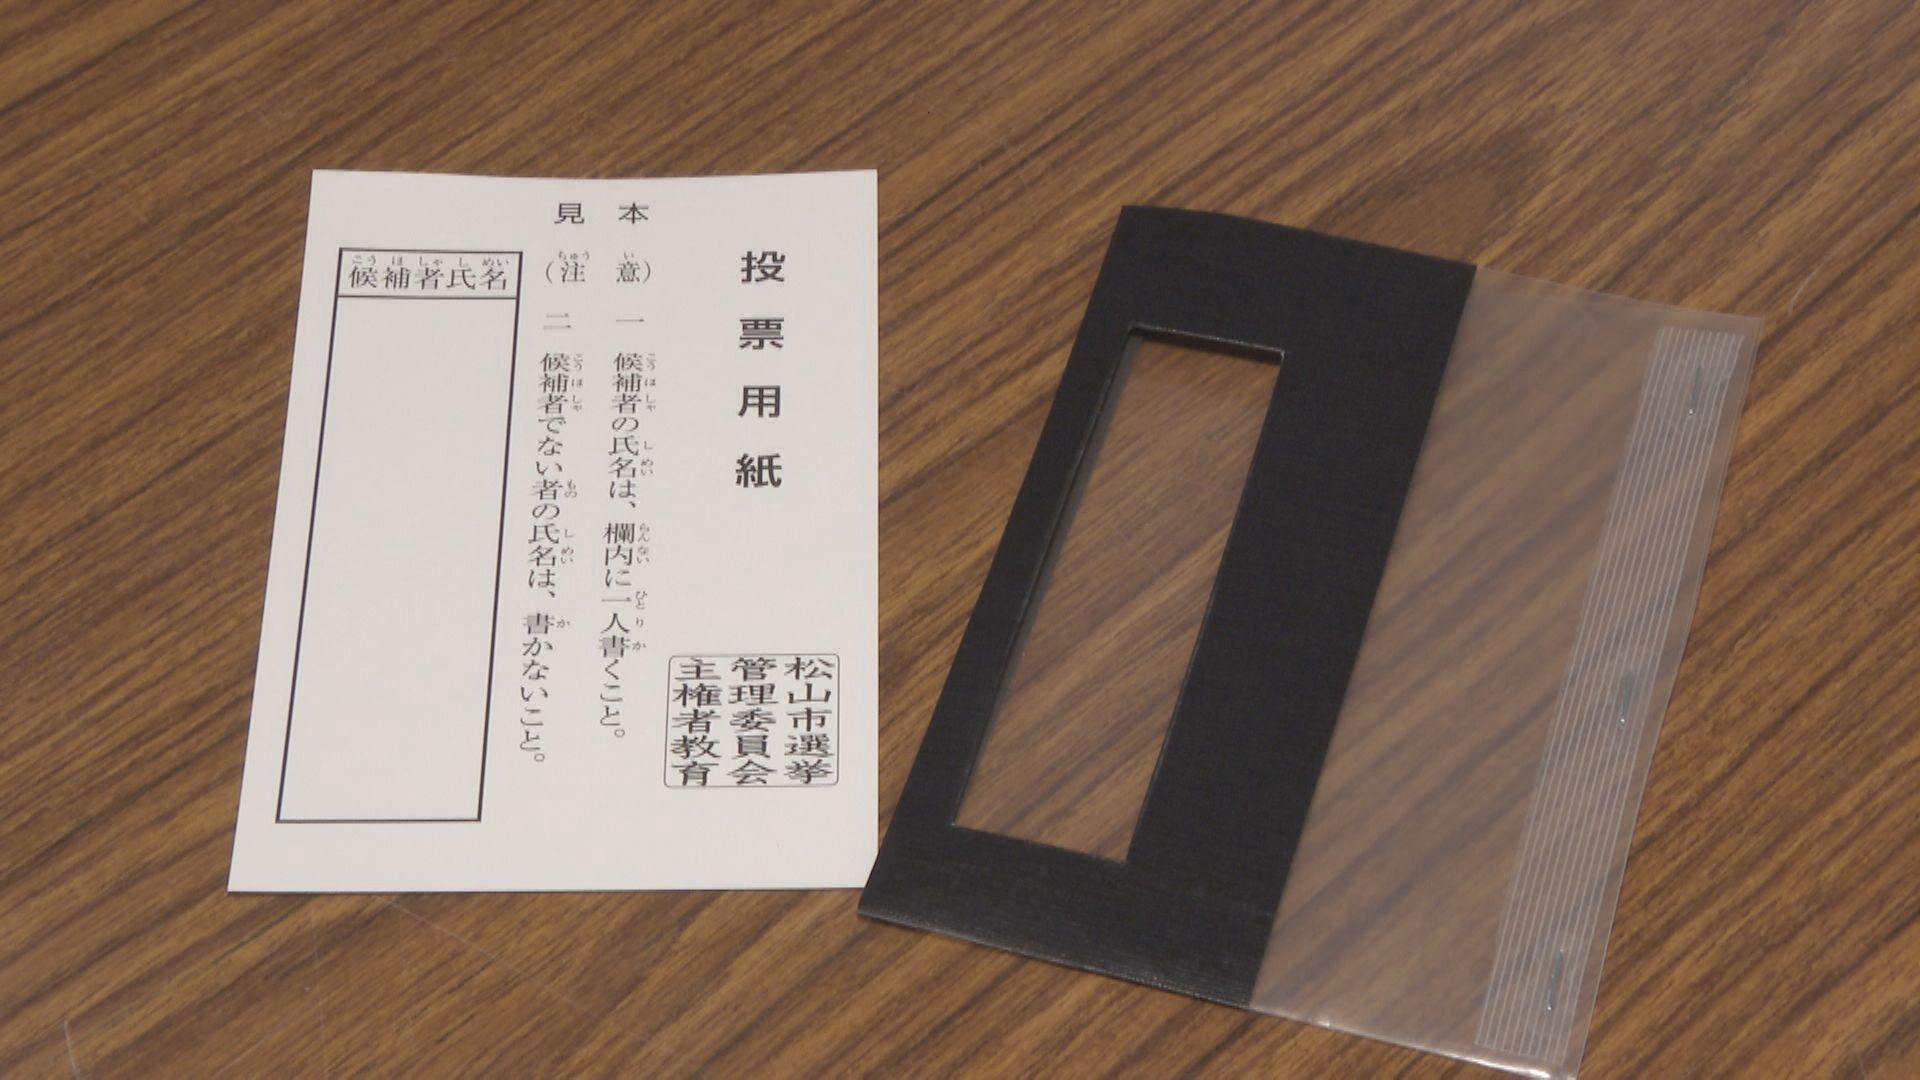 投票用紙
松山市選挙
管理委員会
主権者教育
見本
(注意)
一 候補者の氏名は、欄内に一人書くこと。
二 候補者でない者の氏名は、書かないこと。
候補者氏名